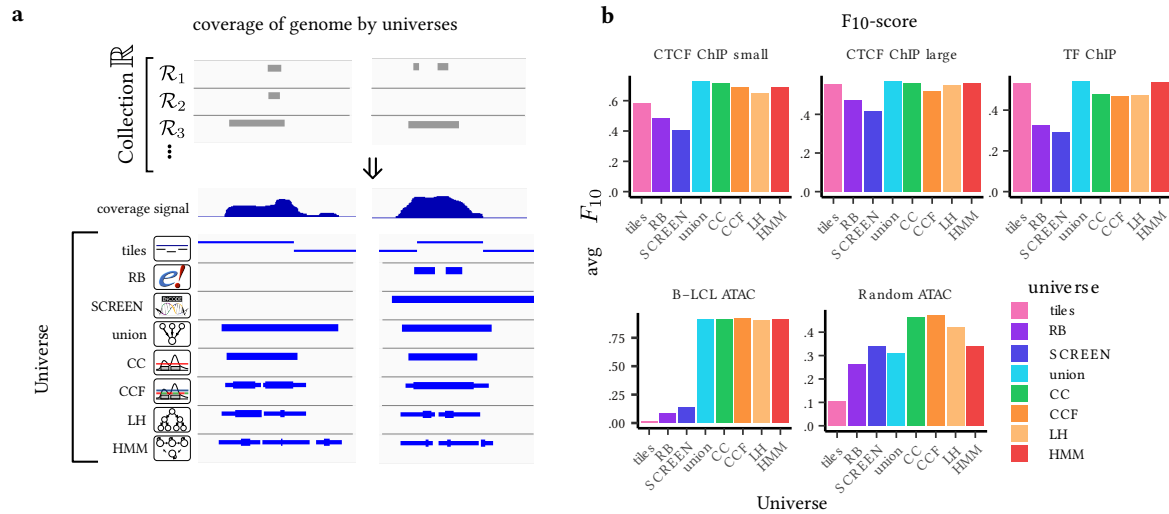 a
coverage of genome by universes
Collection ℝ
ℛ1
ℛ2
ℛ3
⇓
coverage signal
Universe
tiles
RB
e!
SCREEN
ENCODE
union
CC
CCF
LH
HMM
b
F10-score
avg F10
CTCF ChIP small
.6
.4
.2
.0
tiles
RB
SCREEN
union
CC
CCF
LH
HMM
CTCF ChIP large
.6
.4
.2
.0
tiles
RB
SCREEN
union
CC
CCF
LH
HMM
TF ChIP
.4
.2
.0
tiles
RB
SCREEN
union
CC
CCF
LH
HMM
B-LCL ATAC
.75
.50
.25
.00
tiles
RB
SCREEN
union
CC
CCF
LH
HMM
Random ATAC
.4
.3
.2
.1
.0
tiles
RB
SCREEN
union
CC
CCF
LH
HMM
universe
tiles
RB
SCREEN
union
CC
CCF
LH
HMM
Universe